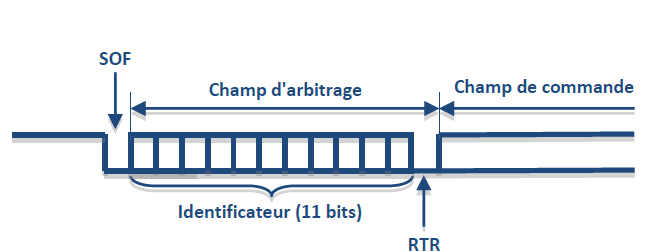 SOF
Champ d'arbitrage
Champ de commande
Identificateur (11 bits)
RTR